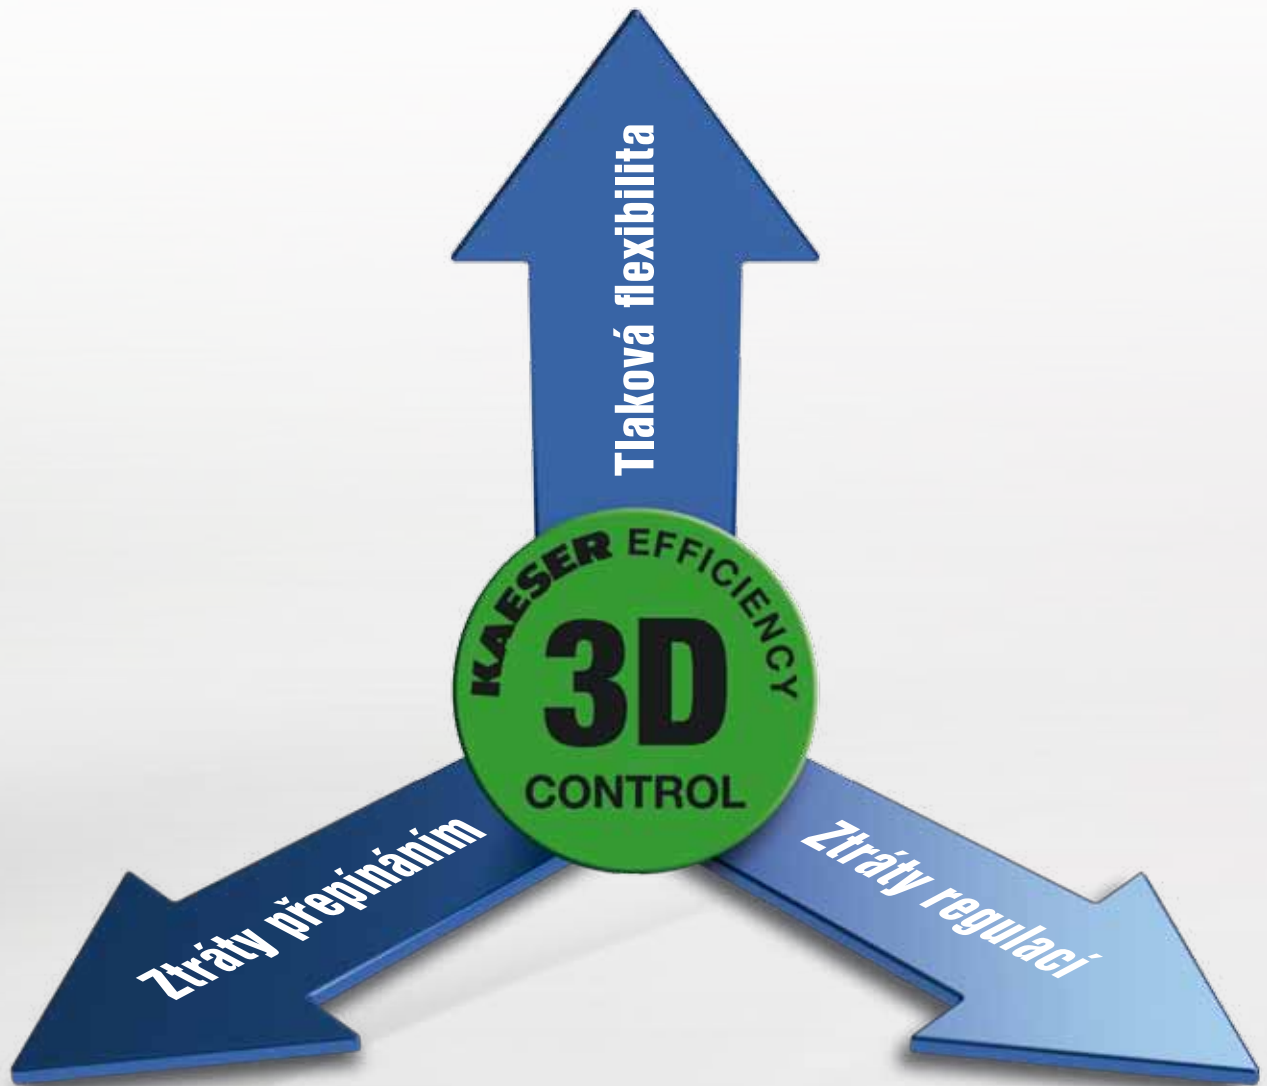 Tlaková flexibilita
KAESER EFFICIENCY
3D
CONTROL
Ztráty přepínáním
Ztráty regulací